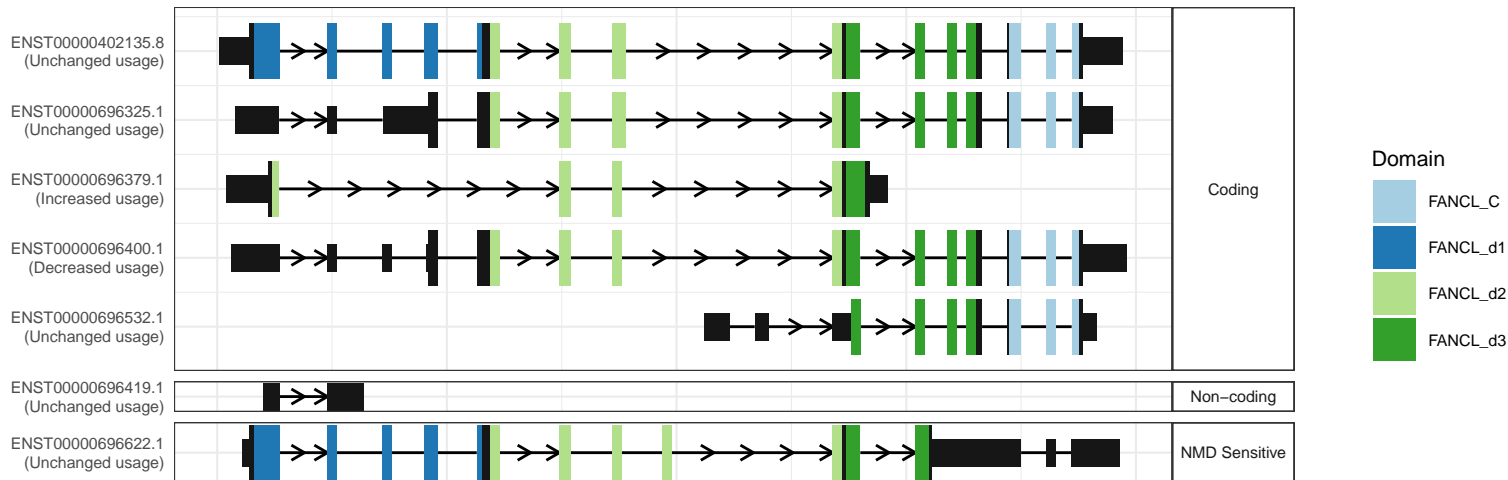 ENST00000402135.8
(Unchanged usage)
ENST00000696325.1
(Unchanged usage)
ENST00000696379.1
(Increased usage)
ENST00000696400.1
(Decreased usage)
ENST00000696532.1
(Unchanged usage)
Coding
ENST00000696419.1
(Unchanged usage)
Non−coding
ENST00000696622.1
(Unchanged usage)
NMD Sensitive
Domain
FANCL_C
FANCL_d1
FANCL_d2
FANCL_d3